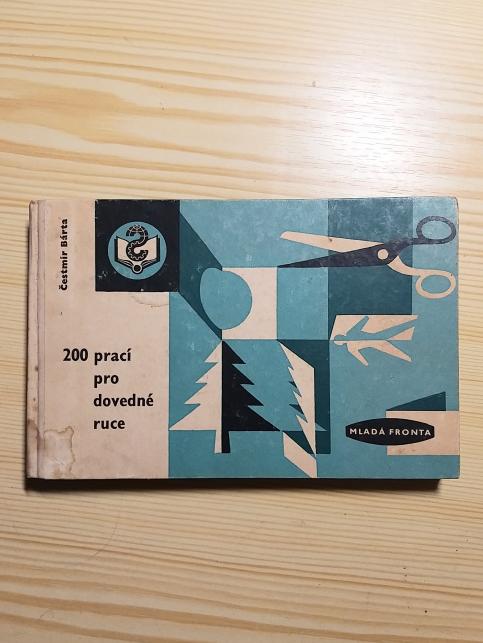 Čestmír Bárta
200 prací
pro
dovedné
ruce
MLADÁ FRONTA